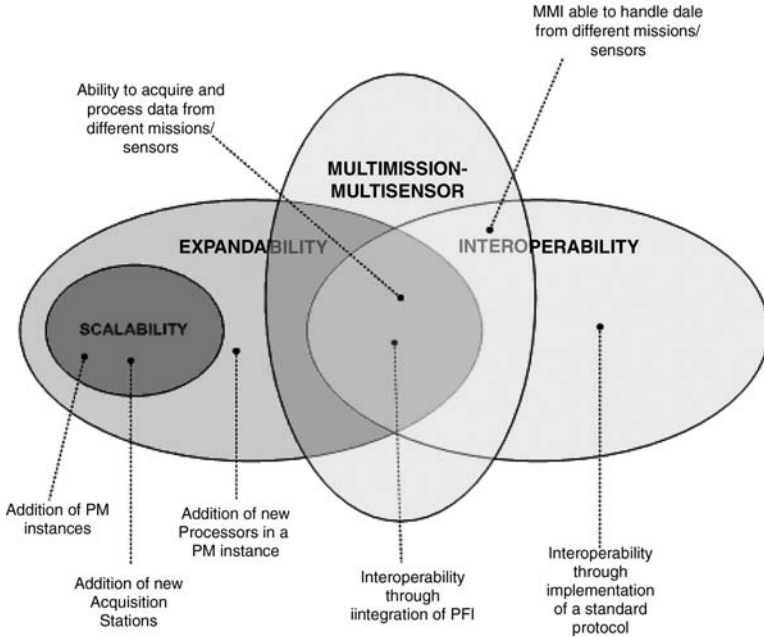 MMI able to handle dale
from different missions/
sensors
Ability to acquire and
process data from
different missions/
sensors
MULTIMISSION-
MULTISENSOR
EXPANDABILITY
INTEROPERABILITY
SCALABILITY
Addition of PM
instances
Addition of new
Processors in a
PM instance
Addition of new
Acquisition
Stations
Interoperability
through
iintegration of PFI
Interoperability
through
implementation
of a standard
protocol